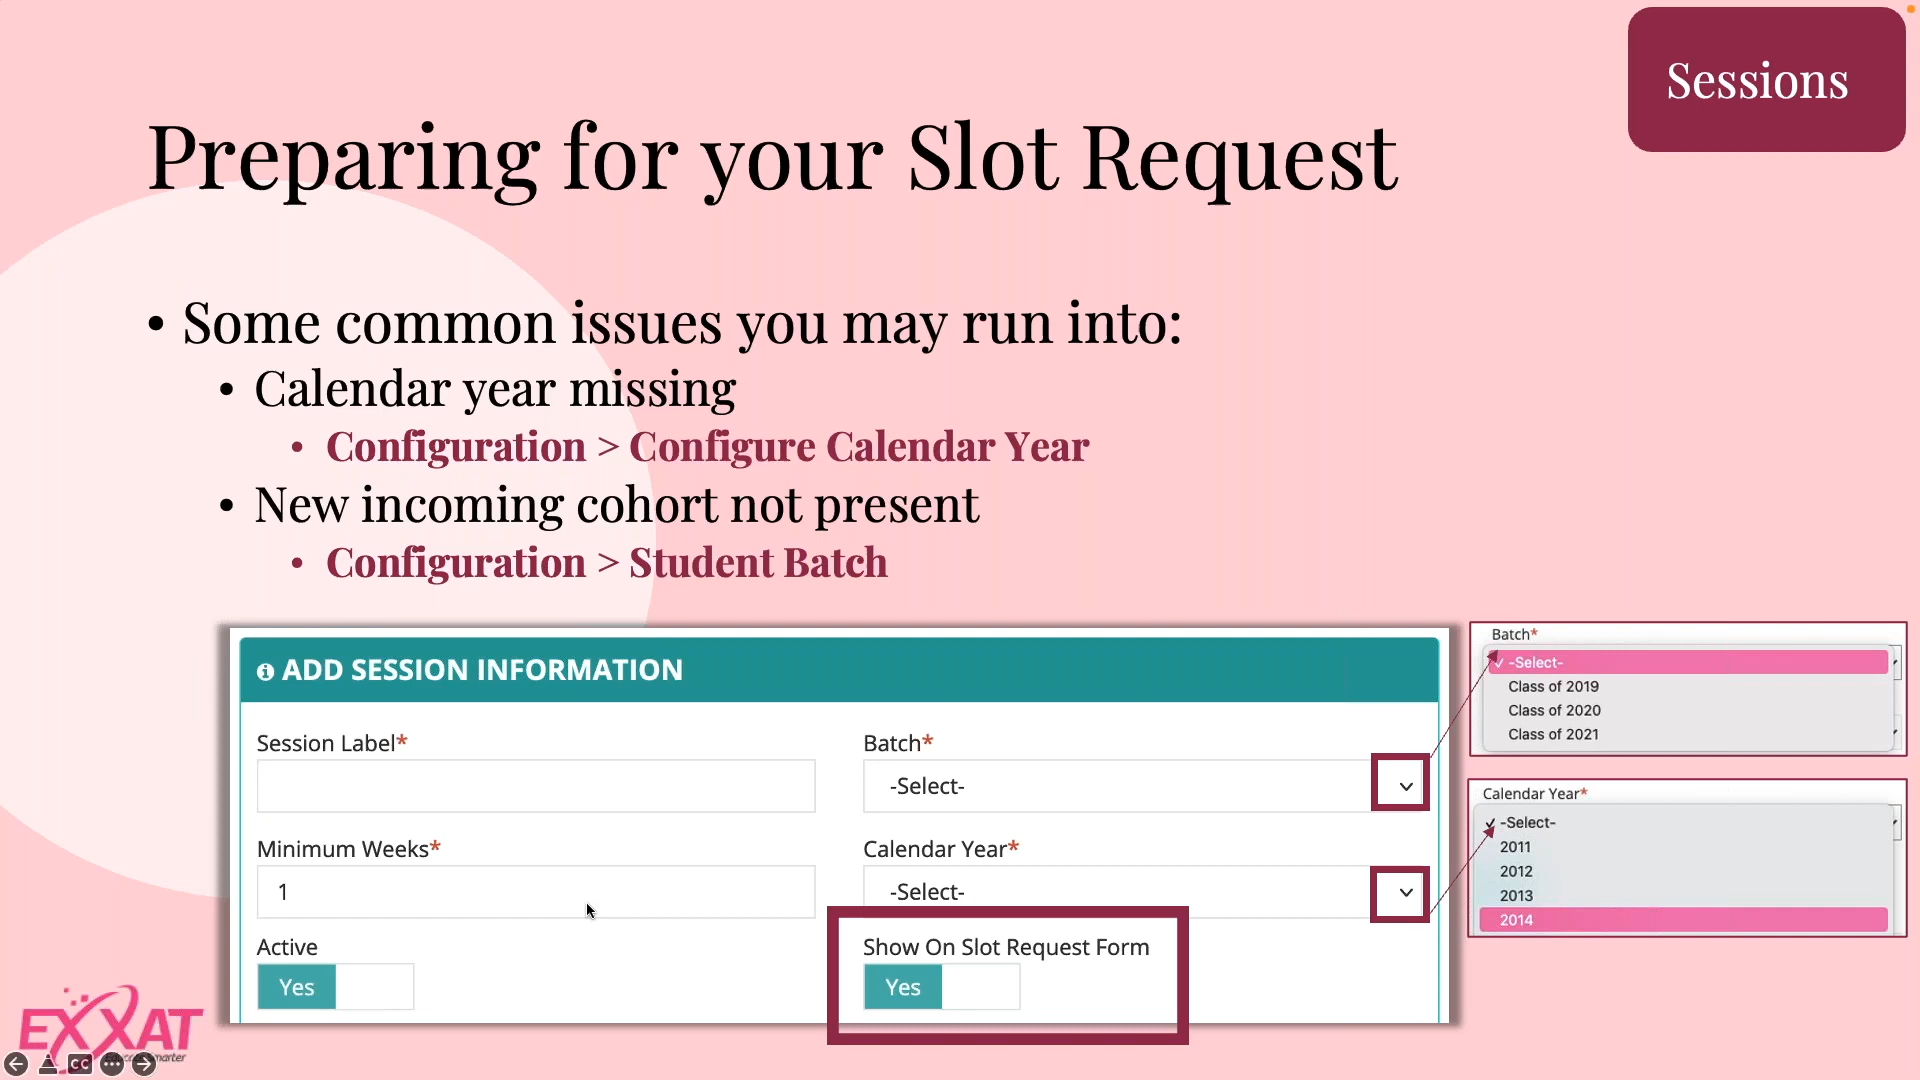 Sessions
Preparing for your Slot Request
• Some common issues you may run into:
• Calendar year missing
• Configuration > Configure Calendar Year
• New incoming cohort not present
• Configuration > Student Batch
ADD SESSION INFORMATION
Session Label*
Batch*
-Select-
Minimum Weeks*
Calendar Year*
1
-Select-
Active
Show On Slot Request Form
Yes
Yes
Batch*
✓ -Select-
Class of 2019
Class of 2020
Class of 2021
Calendar Year*
✓ -Select-
2011
2012
2013
2014
EXXAT
CC